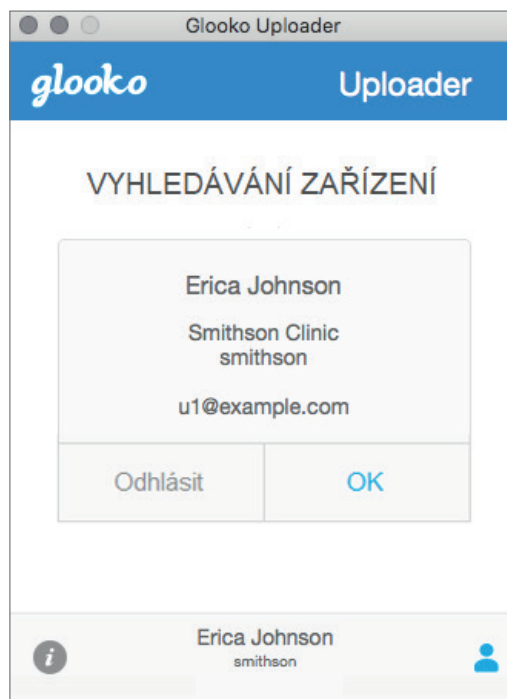 Glooko Uploader
glooko Uploader
VYHLEDÁVÁNÍ ZAŘÍZENÍ
Erica Johnson
Smithson Clinic
smithson
u1@example.com
Odhlásit OK
i Erica Johnson
smithson